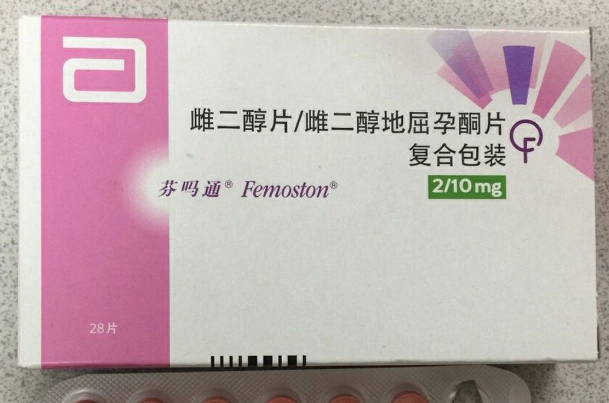 雌二醇片/雌二醇地屈孕酮片
复合包装
芬吗通® Femoston® 2/10 mg
28片